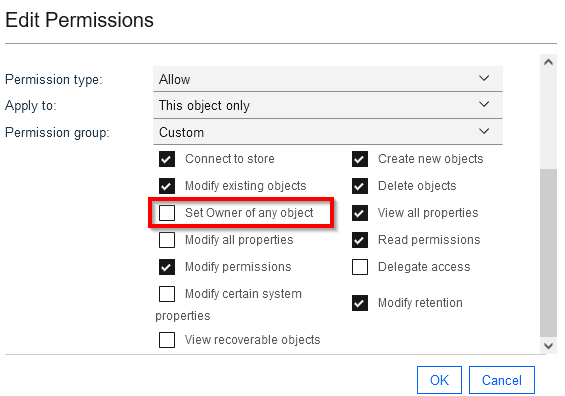 Edit Permissions
Permission type: Allow
Apply to: This object only
Permission group: Custom
Connect to store Create new objects
Modify existing objects Delete objects
Set Owner of any object View all properties
Modify all properties Read permissions
Modify permissions Delegate access
Modify certain system
properties
Modify retention
View recoverable objects
OK Cancel